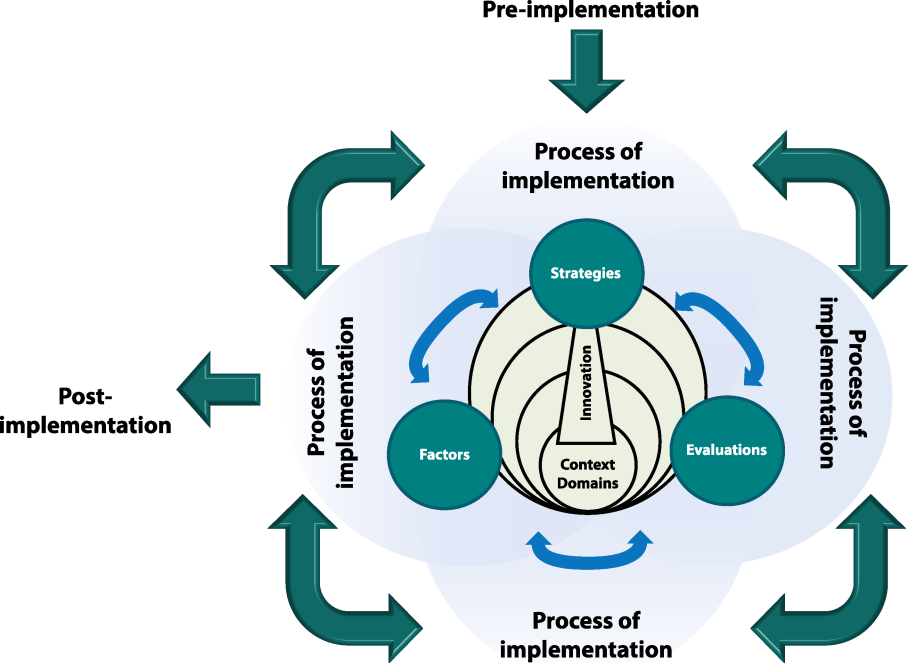 Pre-implementation
Process of
implementation
Strategies
Process of
implementation
Process of
implementation
Innovation
Post-
implementation
Factors
Evaluations
Context
Domains
Process of
implementation